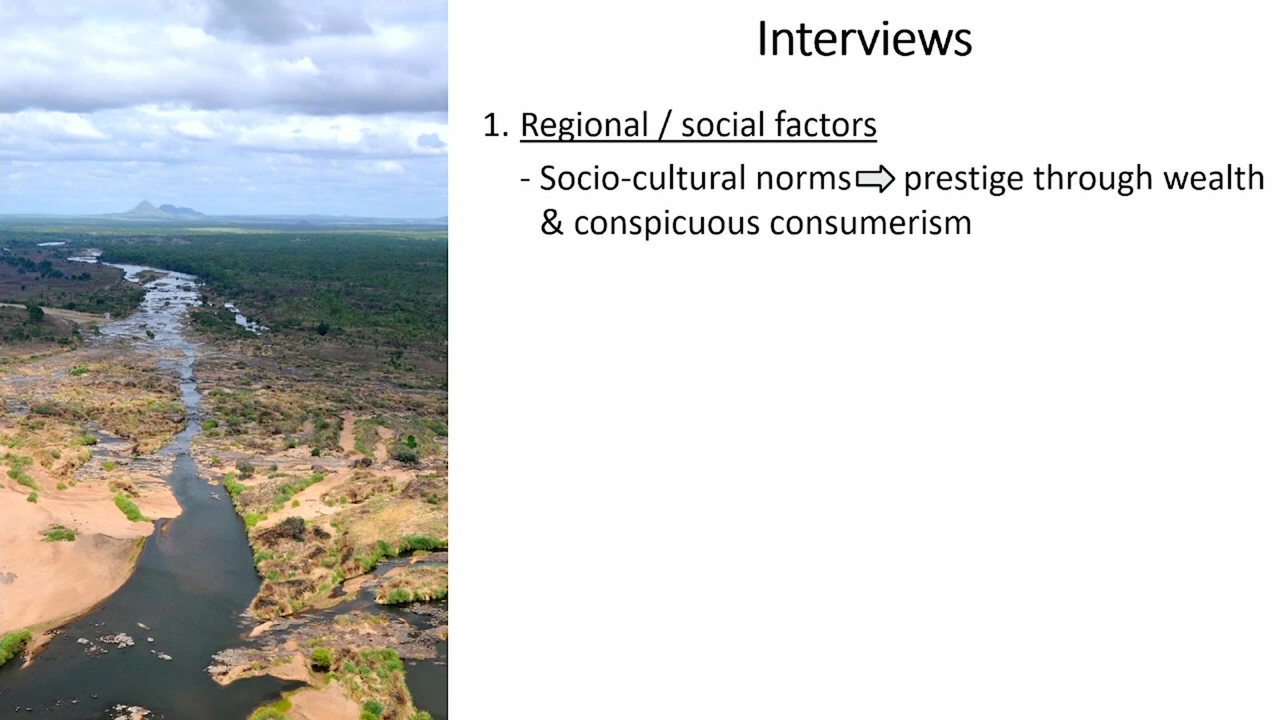 Interviews
1. Regional / social factors
- Socio-cultural norms ⇨ prestige through wealth
& conspicuous consumerism